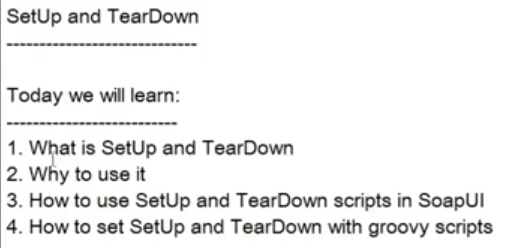 SetUp and TearDown
-----------------------------
Today we will learn:
--------------------------
1. What is SetUp and TearDown
2. Why to use it
3. How to use SetUp and TearDown scripts in SoapUI
4. How to set SetUp and TearDown with groovy scripts